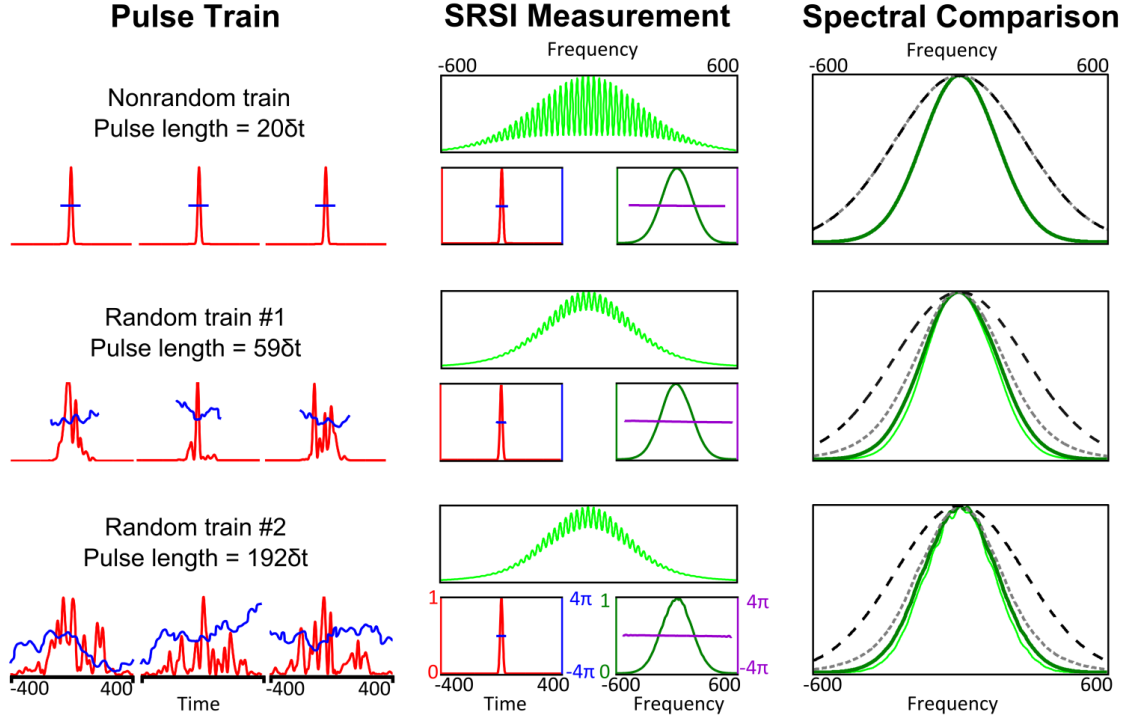 Pulse Train
SRSI Measurement
Spectral Comparison
Frequency
-600 600
Frequency
-600 600
Nonrandom train
Pulse length = 20δt
Random train #1
Pulse length = 59δt
Random train #2
Pulse length = 192δt
-400 400 400
Time
1
0
4π
-4π
-400 400
Time
1
0
4π
-4π
-600 600
Frequency
-600 600
Frequency